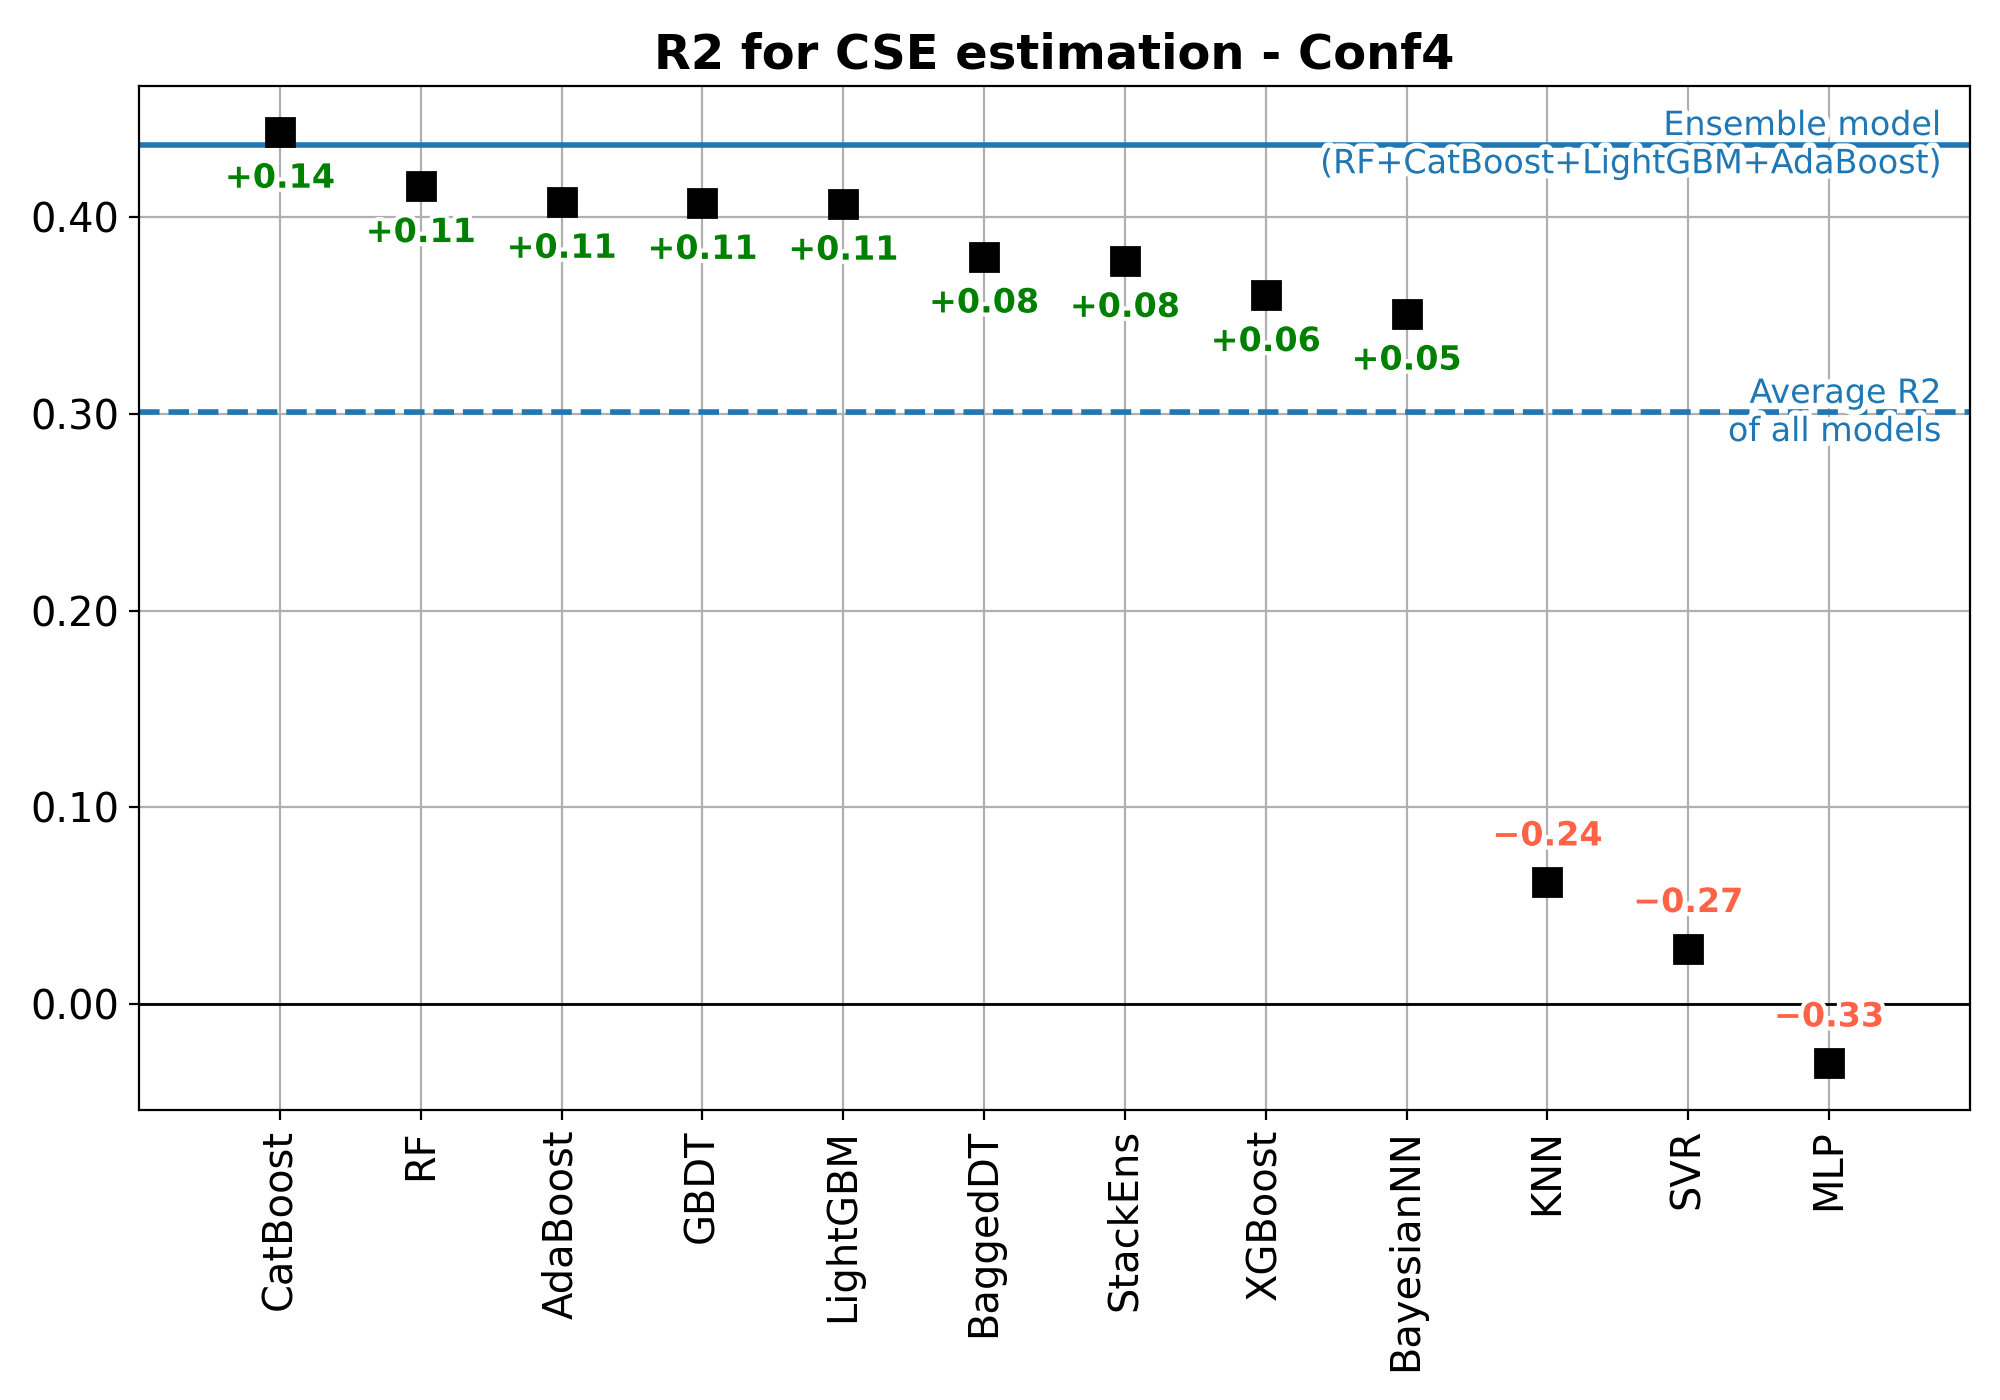 R2 for CSE estimation - Conf4
Ensemble model
(RF+CatBoost+LightGBM+AdaBoost)
+0.14
+0.11
+0.11
+0.11
+0.11
+0.08
+0.08
+0.06
+0.05
Average R2
of all models
−0.24
−0.27
−0.33
0.40
0.30
0.20
0.10
0.00
CatBoost
RF
AdaBoost
GBDT
LightGBM
BaggedDT
StackEns
XGBoost
BayesianNN
KNN
SVR
MLP